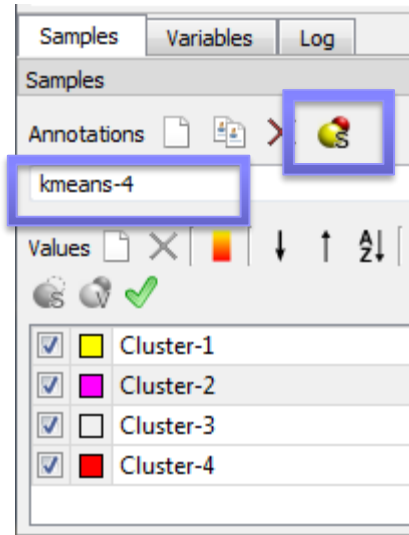 Samples Variables Log
Samples
Annotations
S
kmeans-4
Values A Z
S V
Cluster-1
Cluster-2
Cluster-3
Cluster-4